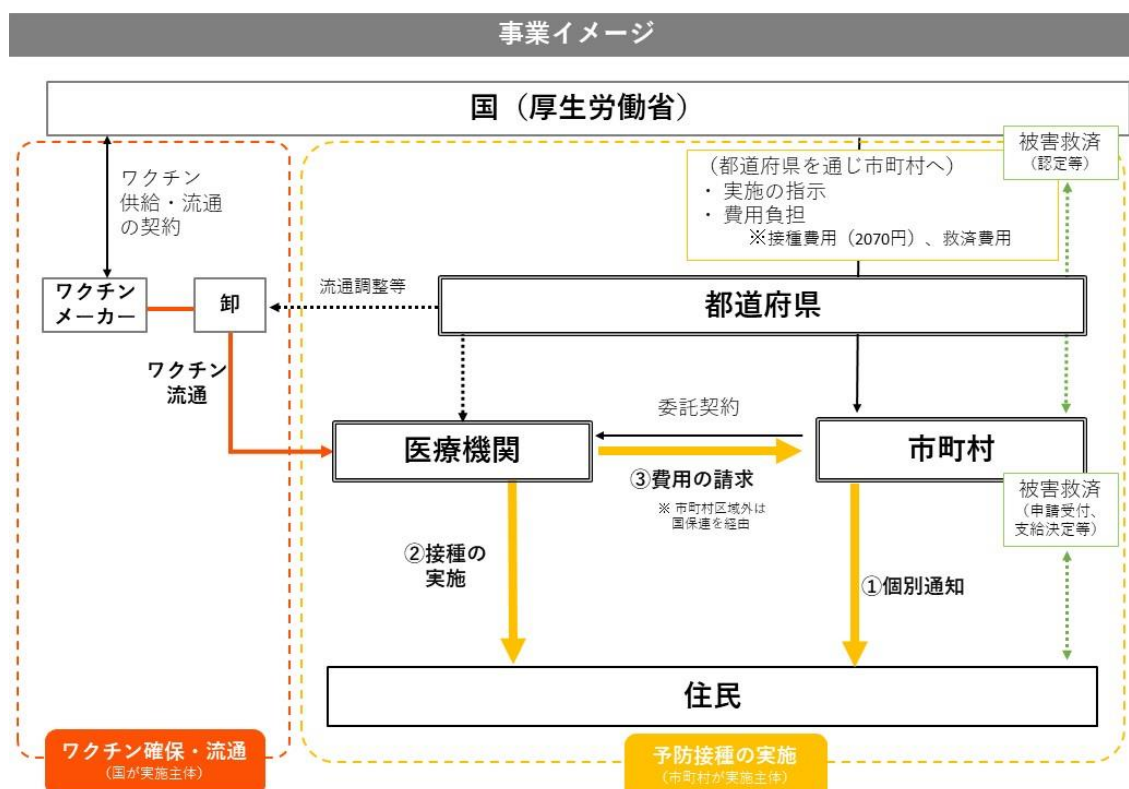 事業イメージ
国（厚生労働省）
ワクチン
供給・流通
の契約
（都道府県を通じ市町村へ）
・ 実施の指示
・ 費用負担
※接種費用（2070円）、救済費用
被害救済
（認定等）
ワクチン
メーカー
卸
流通調整等
都道府県
ワクチン
流通
医療機関
委託契約
市町村
③費用の請求
※ 市町村区域外は
国保連を経由
被害救済
（申請受付、
支給決定等）
②接種の
実施
①個別通知
住民
ワクチン確保・流通
（国が実施主体）
予防接種の実施
（市町村が実施主体）